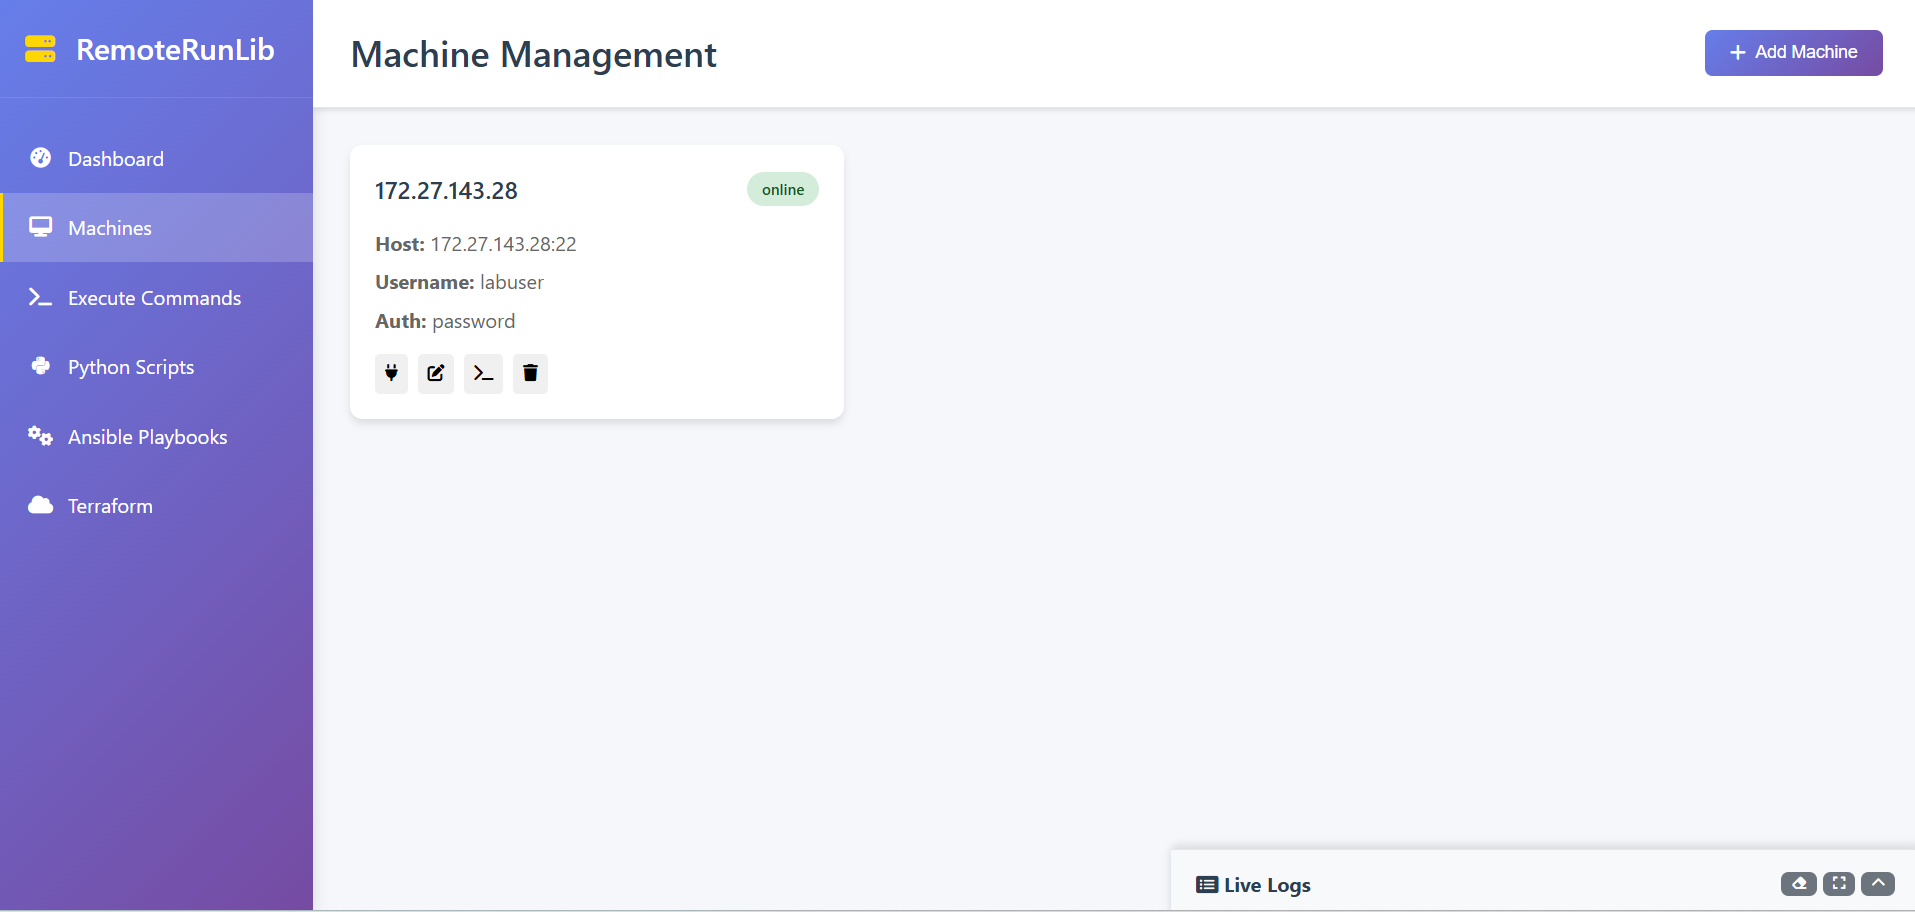 RemoteRunLib
Dashboard
Machines
Execute Commands
Python Scripts
Ansible Playbooks
Terraform
Machine Management
Add Machine
172.27.143.28
online
Host: 172.27.143.28:22
Username: labuser
Auth: password
Live Logs